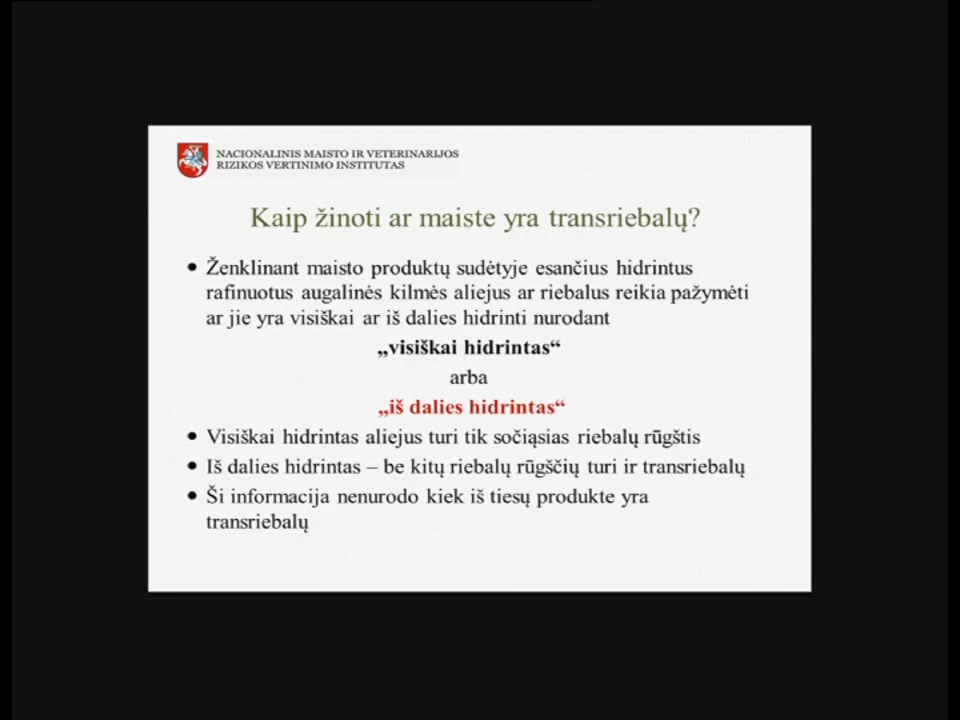 NACIONALINIS MAISTO IR VETERINARIJOS
RIZIKOS VERTINIMO INSTITUTAS
Kaip žinoti ar maiste yra transriebalų?
• Ženklinant maisto produktų sudėtyje esančius hidrintus
rafinuotus augalinės kilmės aliejus ar riebalus reikia pažymėti
ar jie yra visiškai ar iš dalies hidrinti nurodant
„visiškai hidrintas“
arba
„iš dalies hidrintas“
• Visiškai hidrintas aliejus turi tik sočiąsias riebalų rūgštis
• Iš dalies hidrintas – be kitų riebalų rūgščių turi ir transriebalų
• Ši informacija nenurodo kiek iš tiesų produkte yra
transriebalų